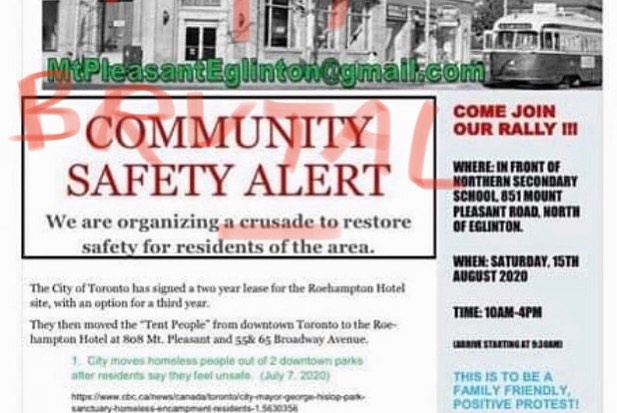 MtPleasantEglinton@gmail.com
BRUTAL
COMMUNITY
SAFETY ALERT
We are organizing a crusade to restore
safety for residents of the area.
The City of Toronto has signed a two year lease for the Roehampton Hotel
site, with an option for a third year.
They then moved the “Tent People” from downtown Toronto to the Roe-
hampton Hotel at 808 Mt. Pleasant and 55& 65 Broadway Avenue.
1. City moves homeless people out of 2 downtown parks
after residents say they feel unsafe. (July 7, 2020)
https://www.cbc.ca/news/canada/toronto/city-mayor-george-hislop-park-
sanctuary-homeless-encampment-residents-1.5630356
COME JOIN
OUR RALLY !!!
WHERE: IN FRONT OF
NORTHERN SECONDARY
SCHOOL, 851 MOUNT
PLEASANT ROAD, NORTH
OF EGLINTON.
WHEN: SATURDAY, 15TH
AUGUST 2020
TIME: 10AM-4PM
(ARRIVE STARTING AT 9:30AM)
THIS IS TO BE A
FAMILY FRIENDLY,
POSITIVE PROTEST!